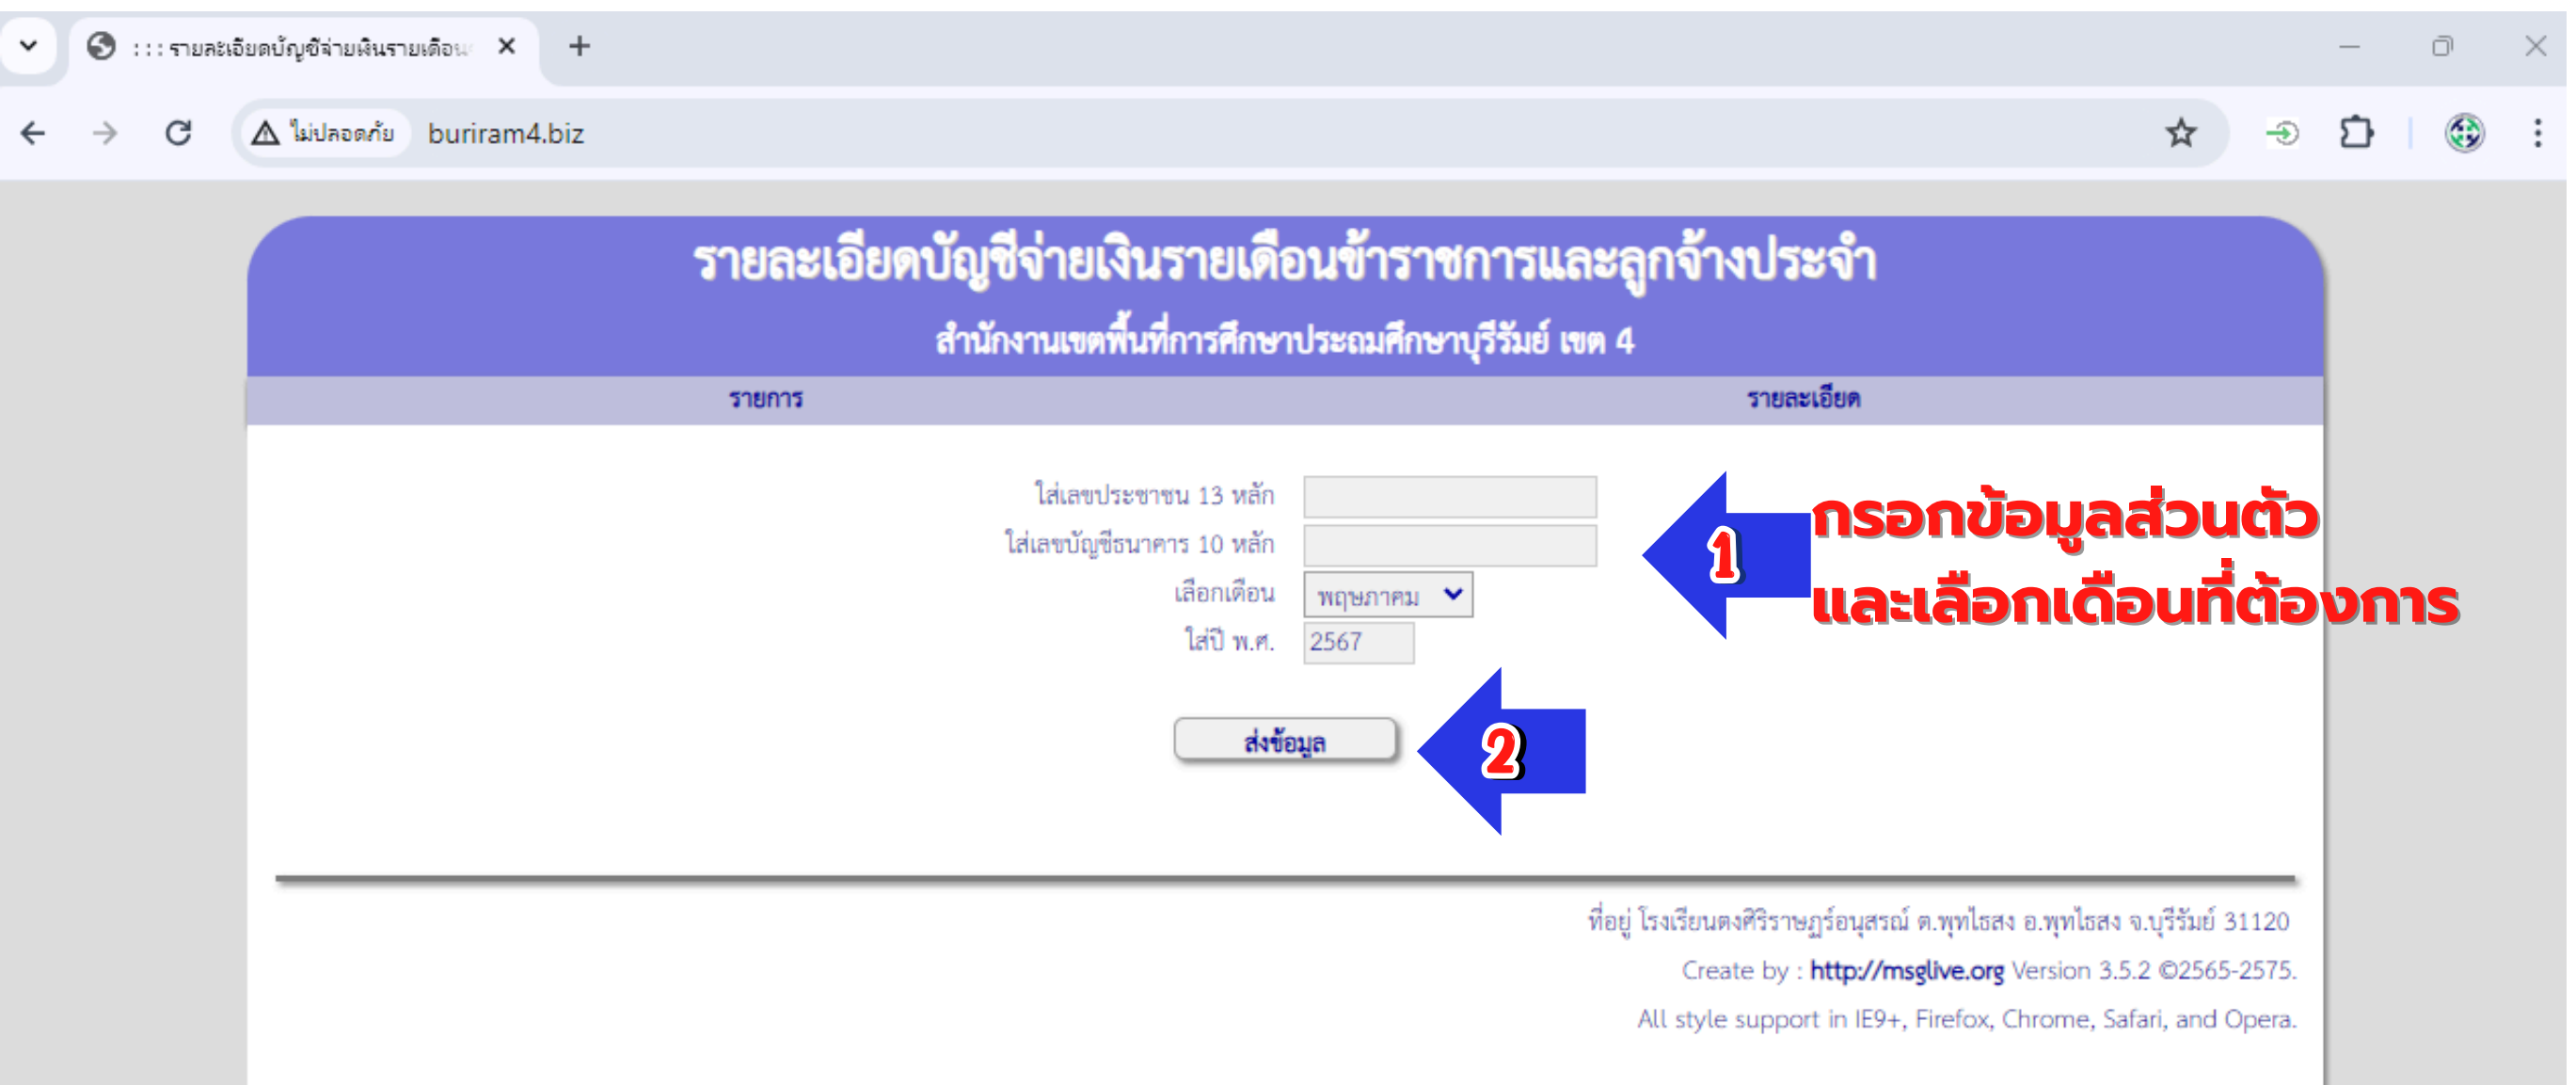 ::: รายละเอียดบัญชีจ่ายเงินรายเดือน
ไม่ปลอดภัย buriram4.biz
รายละเอียดบัญชีจ่ายเงินรายเดือนข้าราชการและลูกจ้างประจำ
สำนักงานเขตพื้นที่การศึกษาประถมศึกษาบุรีรัมย์ เขต 4
รายการ รายละเอียด
ใส่เลขประชาชน 13 หลัก
ใส่เลขบัญชีธนาคาร 10 หลัก
เลือกเดือน พฤษภาคม
ใส่ปี พ.ศ. 2567
1 กรอกข้อมูลส่วนตัว
และเลือกเดือนที่ต้องการ
ส่งข้อมูล 2
ที่อยู่ โรงเรียนตงศิริราษฎร์อนุสรณ์ ต.พุทไธสง อ.พุทไธสง จ.บุรีรัมย์ 31120
Create by : http://msglive.org Version 3.5.2 ©2565-2575.
All style support in IE9+, Firefox, Chrome, Safari, and Opera.